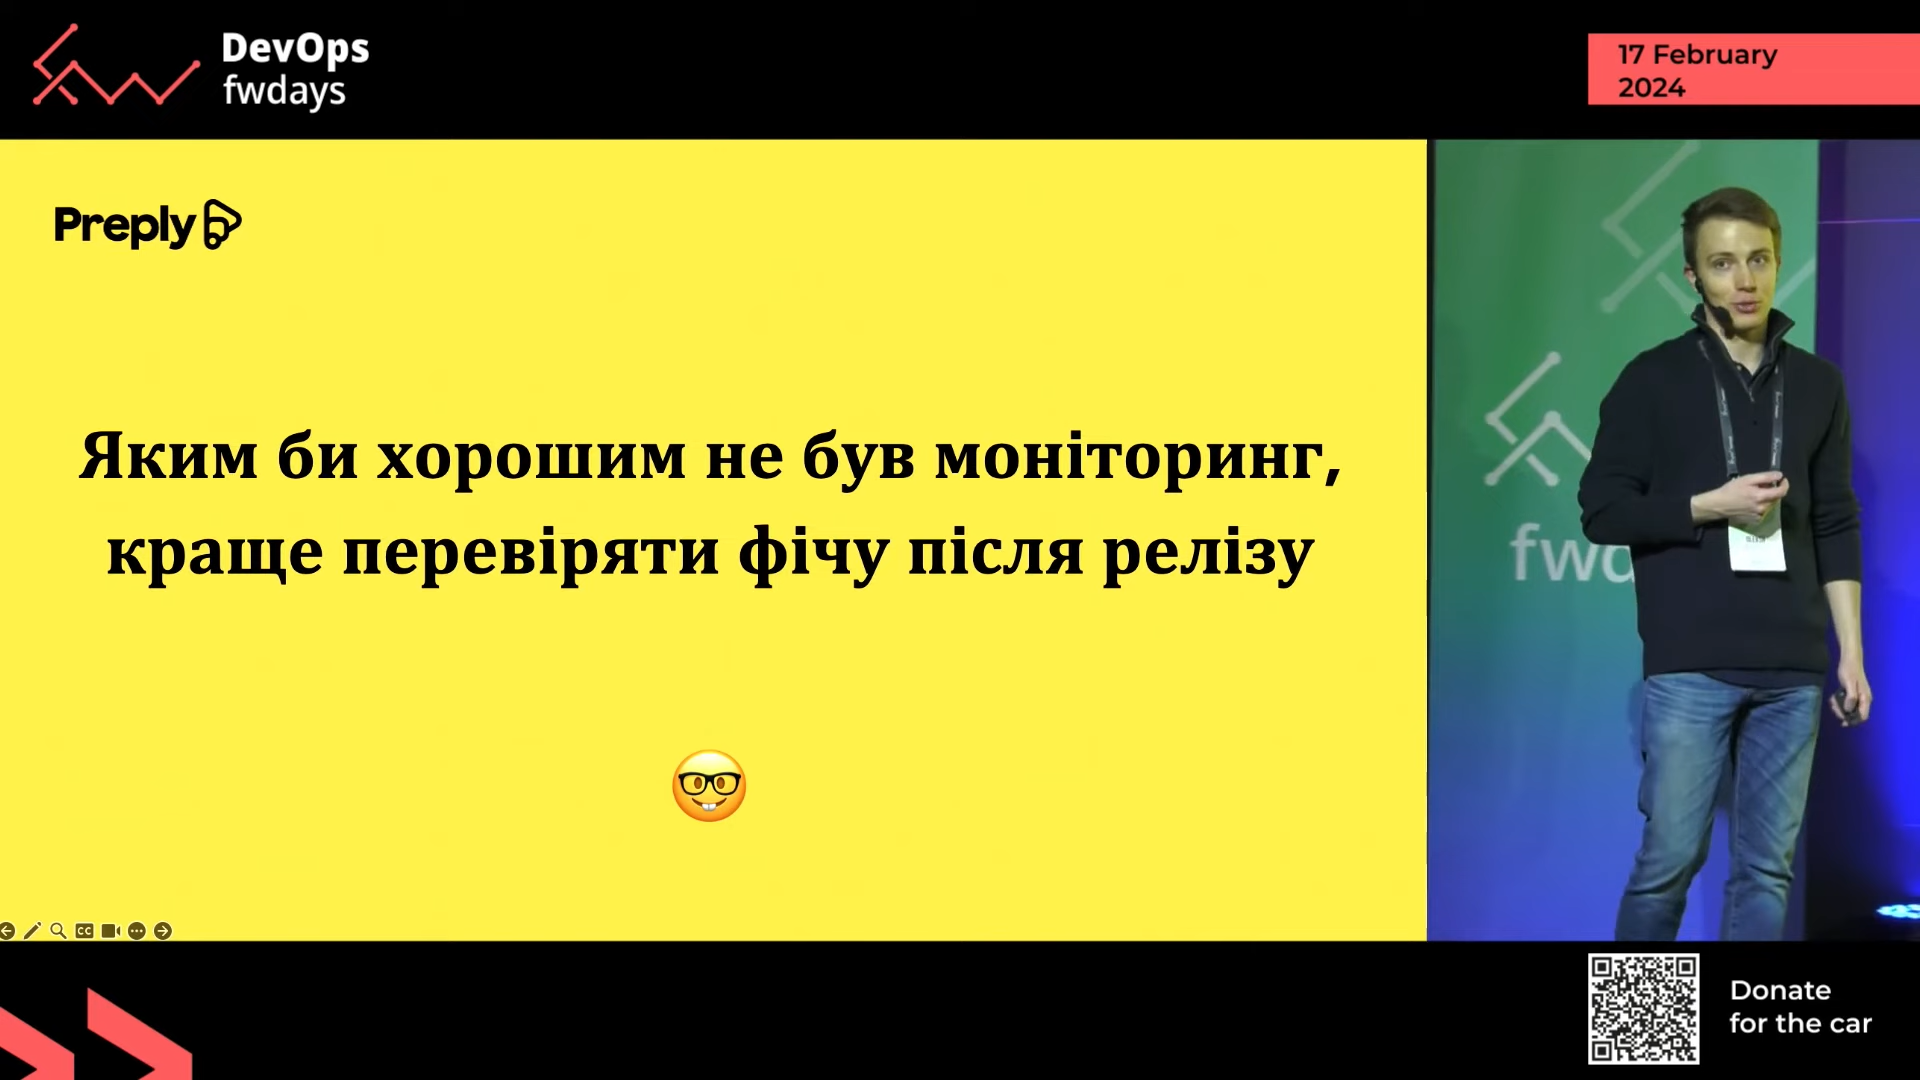 DevOps
fwdays
17 February
2024
Preply
Яким би хорошим не був моніторинг,
краще перевіряти фічу після релізу
CC
Donate
for the car